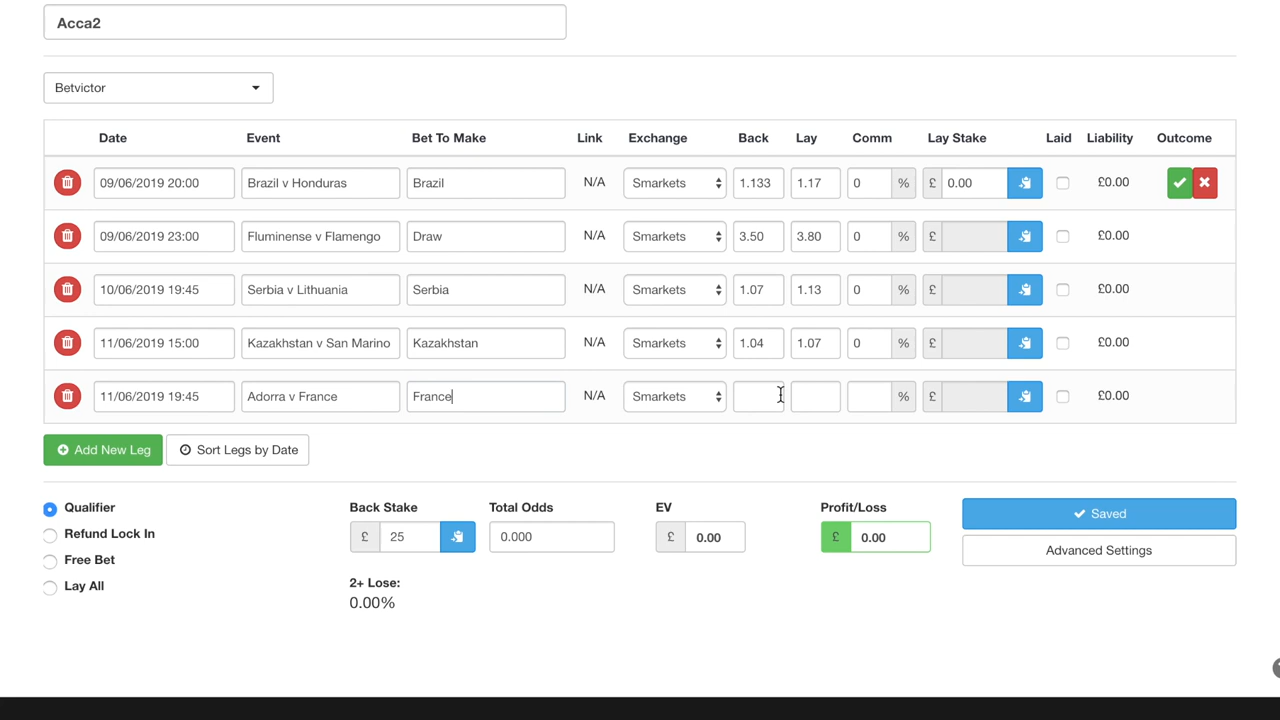 Acca2
Betvictor
Date Event Bet To Make Link Exchange Back Lay Comm Lay Stake Laid Liability Outcome
09/06/2019 20:00 Brazil v Honduras Brazil N/A Smarkets 1.133 1.17 0 % £ 0.00 £0.00
09/06/2019 23:00 Fluminense v Flamengo Draw N/A Smarkets 3.50 3.80 0 % £ £0.00
10/06/2019 19:45 Serbia v Lithuania Serbia N/A Smarkets 1.07 1.13 0 % £ £0.00
11/06/2019 15:00 Kazakhstan v San Marino Kazakhstan N/A Smarkets 1.04 1.07 0 % £ £0.00
11/06/2019 19:45 Adorra v France France N/A Smarkets % £ £0.00
Add New Leg Sort Legs by Date
Qualifier Back Stake Total Odds EV Profit/Loss Saved
Refund Lock In £ 25 0.000 £ 0.00 £ 0.00
Free Bet Advanced Settings
Lay All 2+ Lose:
0.00%